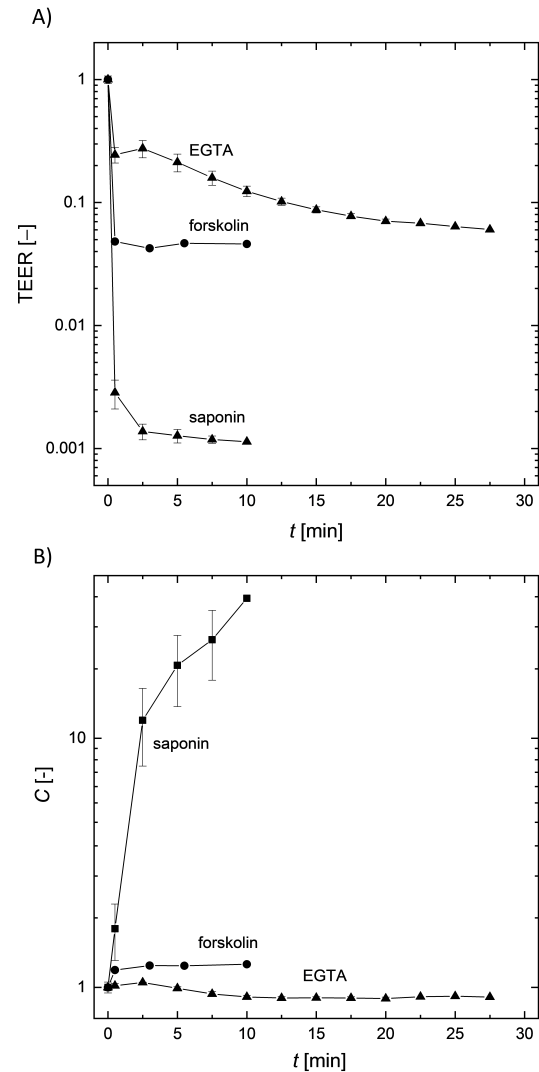 A)
1
0.1
0.01
0.001
TEER [–]
EGTA
forskolin
saponin
0 5 10 15 20 25 30
t [min]
B)
10
1
C [-]
saponin
forskolin
EGTA
0 5 10 15 20 25 30
t [min]